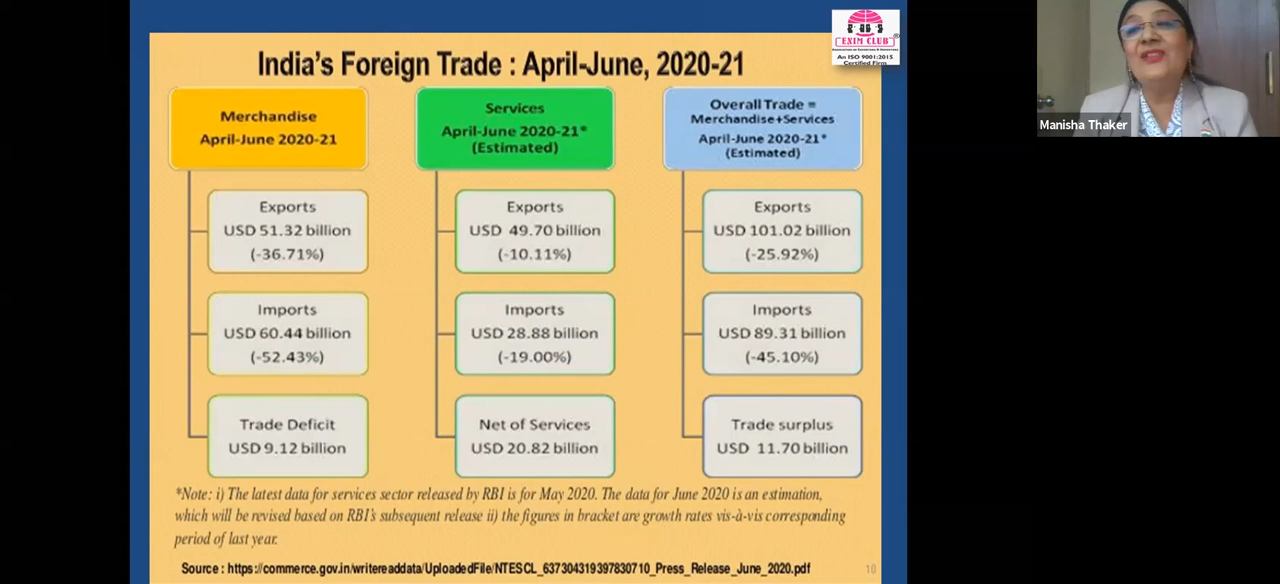 India's Foreign Trade : April-June, 2020-21
EXIM CLUB
An ISO 9001:2015
Certified Firm
Manisha Thaker
Merchandise
April-June 2020-21
Exports
USD 51.32 billion
(-36.71%)
Imports
USD 60.44 billion
(-52.43%)
Trade Deficit
USD 9.12 billion
Services
April-June 2020-21*
(Estimated)
Exports
USD 49.70 billion
(-10.11%)
Imports
USD 28.88 billion
(-19.00%)
Net of Services
USD 20.82 billion
Overall Trade =
Merchandise+Services
April-June 2020-21*
(Estimated)
Exports
USD 101.02 billion
(-25.92%)
Imports
USD 89.31 billion
(-45.10%)
Trade surplus
USD 11.70 billion
*Note: i) The latest data for services sector released by RBI is for May 2020. The data for June 2020 is an estimation,
which will be revised based on RBI's subsequent release ii) the figures in bracket are growth rates vis-à-vis corresponding
period of last year.
Source : https://commerce.gov.in/writereaddata/UploadedFile/NTESCL_637304319397830710_Press_Release_June_2020.pdf